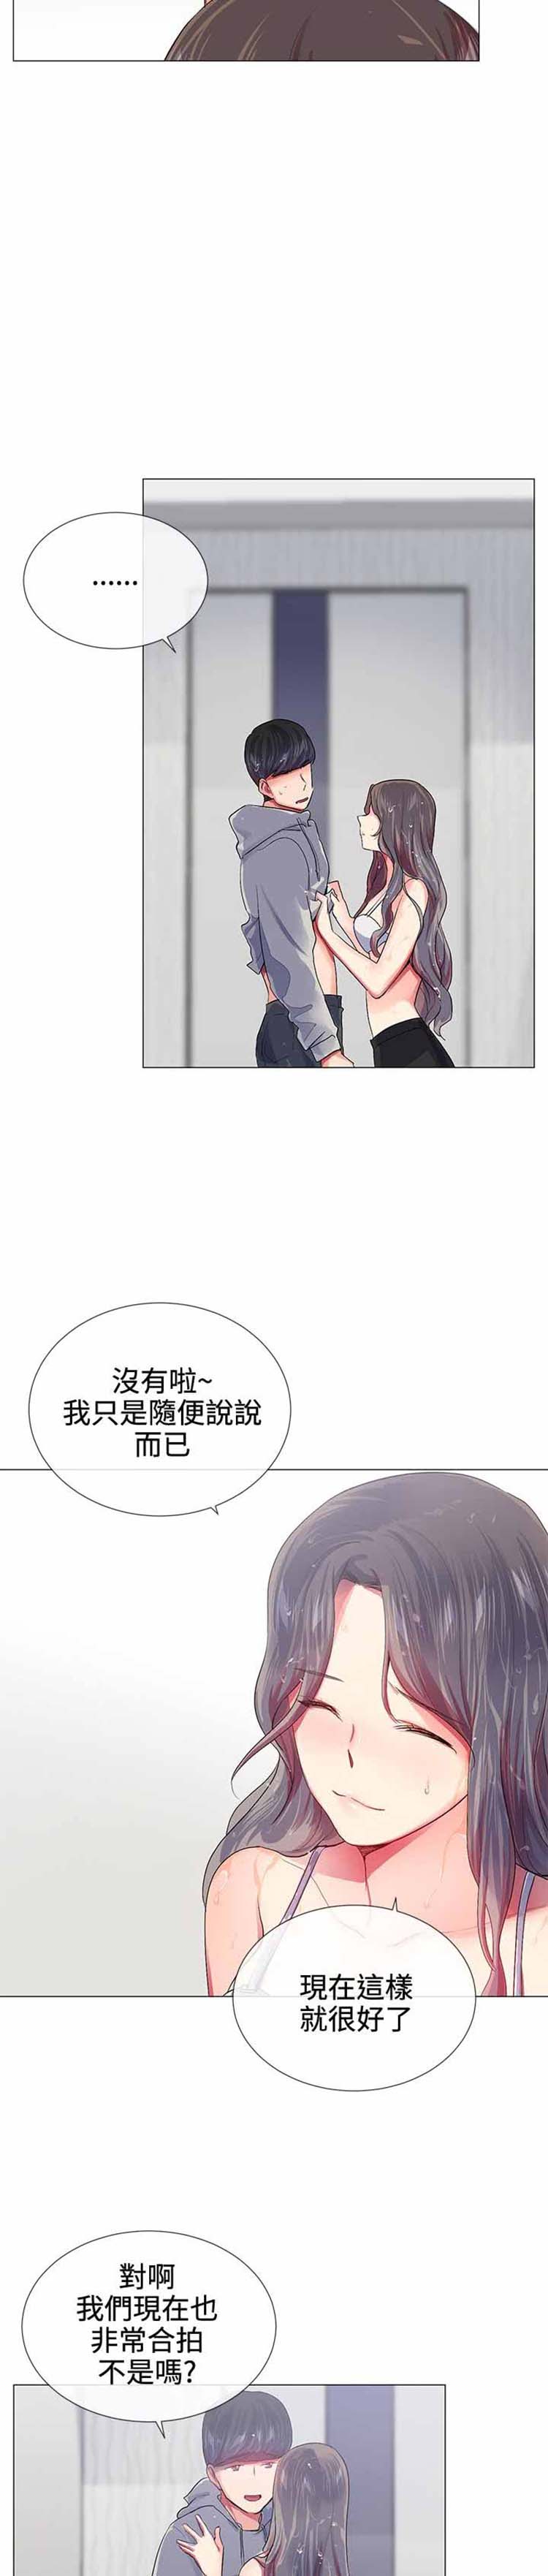 ......
沒有啦~
我只是隨便說說
而已
現在這樣
就很好了
對啊
我們現在也
非常合拍
不是嗎?